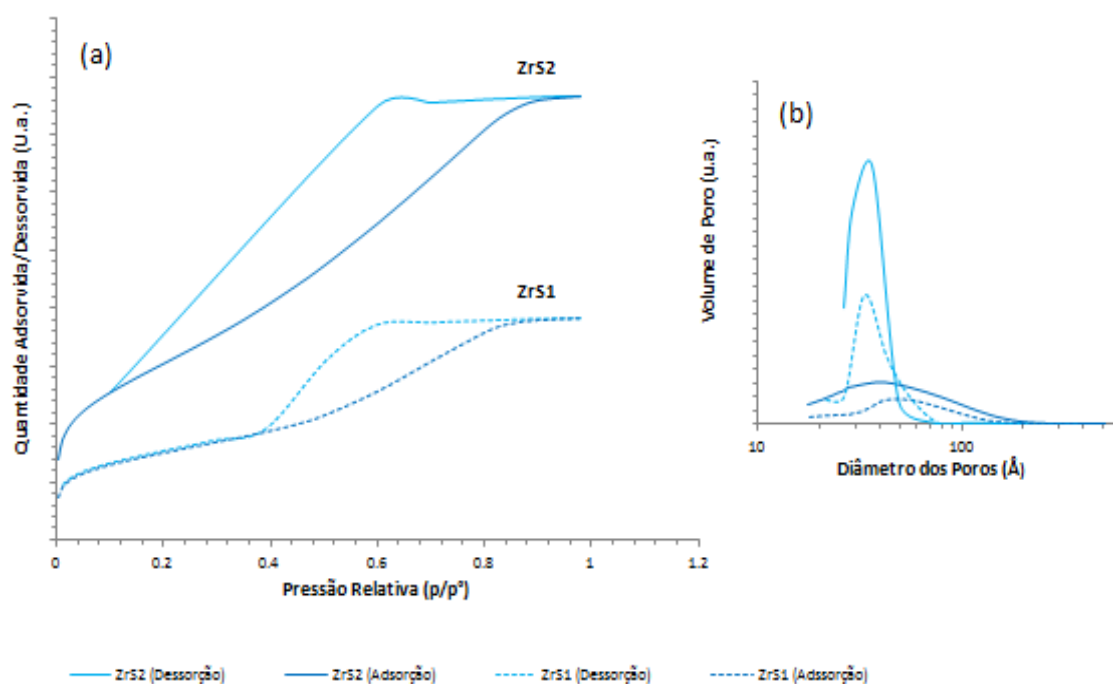 (a)
ZrS2
ZrS1
Quantidade Adsorvida/Dessorvida (U.a.)
0
0.2
0.4
0.6
0.8
1
1.2
Pressão Relativa (p/p°)
(b)
Volume de Poro (u.a.)
10
100
Diâmetro dos Poros (Å)
ZrS2 (Dessorção)
ZrS2 (Adsorção)
ZrS1 (Dessorção)
ZrS1 (Adssorção)